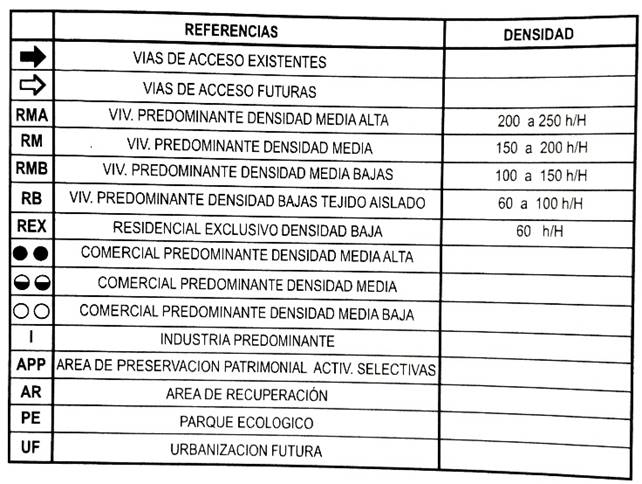 REFERENCIAS DENSIDAD
VIAS DE ACCESO EXISTENTES
VIAS DE ACCESO FUTURAS
RMA VIV. PREDOMINANTE DENSIDAD MEDIA ALTA 200 a 250 h/H
RM VIV. PREDOMINANTE DENSIDAD MEDIA 150 a 200 h/H
RMB VIV. PREDOMINANTE DENSIDAD MEDIA BAJAS 100 a 150 h/H
RB VIV. PREDOMINANTE DENSIDAD BAJAS TEJIDO AISLADO 60 a 100 h/H
REX RESIDENCIAL EXCLUSIVO DENSIDAD BAJA 60 h/H
COMERCIAL PREDOMINANTE DENSIDAD MEDIA ALTA
COMERCIAL PREDOMINANTE DENSIDAD MEDIA
COMERCIAL PREDOMINANTE DENSIDAD MEDIA BAJA
I INDUSTRIA PREDOMINANTE
APP AREA DE PRESERVACION PATRIMONIAL ACTIV. SELECTIVAS
AR AREA DE RECUPERACIÓN
PE PARQUE ECOLOGICO
UF URBANIZACION FUTURA